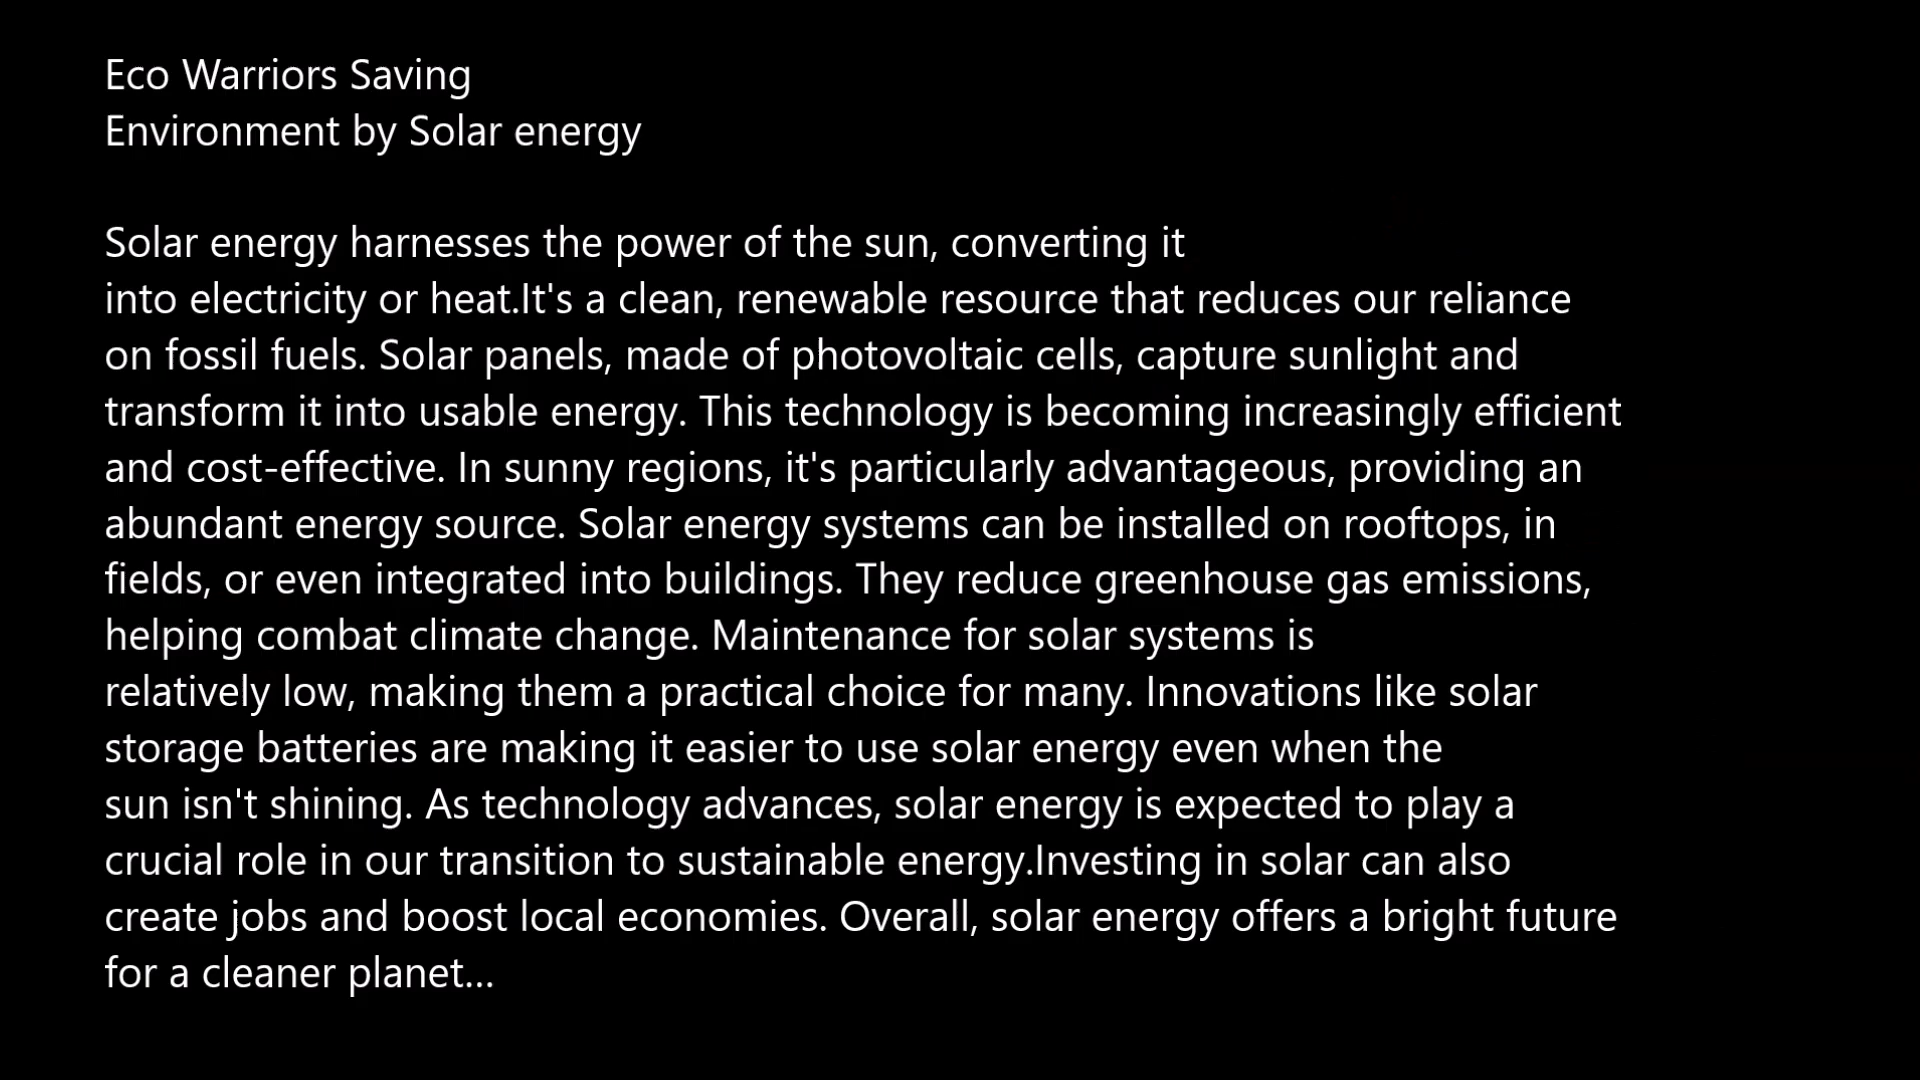 Eco Warriors Saving
Environment by Solar energy
Solar energy harnesses the power of the sun, converting it
into electricity or heat.It's a clean, renewable resource that reduces our reliance
on fossil fuels. Solar panels, made of photovoltaic cells, capture sunlight and
transform it into usable energy. This technology is becoming increasingly efficient
and cost-effective. In sunny regions, it's particularly advantageous, providing an
abundant energy source. Solar energy systems can be installed on rooftops, in
fields, or even integrated into buildings. They reduce greenhouse gas emissions,
helping combat climate change. Maintenance for solar systems is
relatively low, making them a practical choice for many. Innovations like solar
storage batteries are making it easier to use solar energy even when the
sun isn't shining. As technology advances, solar energy is expected to play a
crucial role in our transition to sustainable energy.Investing in solar can also
create jobs and boost local economies. Overall, solar energy offers a bright future
for a cleaner planet...